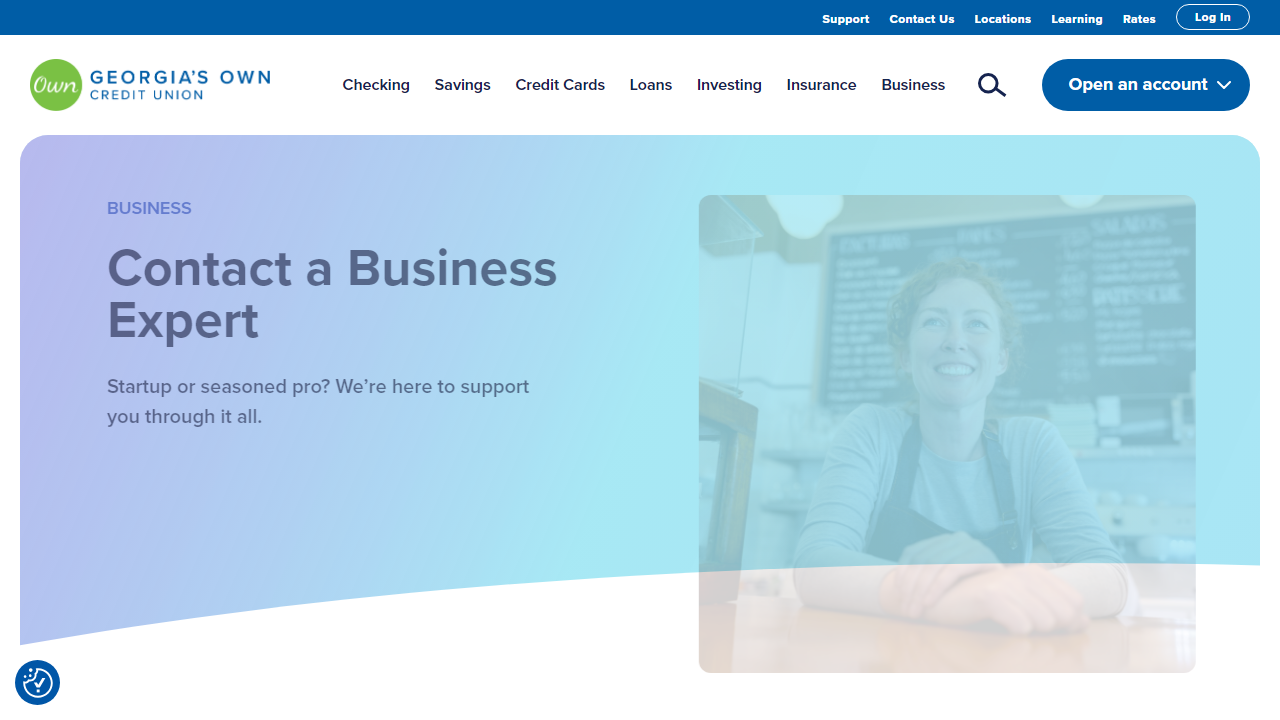 Support Contact Us Locations Learning Rates Log In
Own GEORGIA'S OWN
CREDIT UNION
Checking Savings Credit Cards Loans Investing Insurance Business Open an account
BUSINESS
Contact a Business
Expert
Startup or seasoned pro? We’re here to support
you through it all.
SALATOS